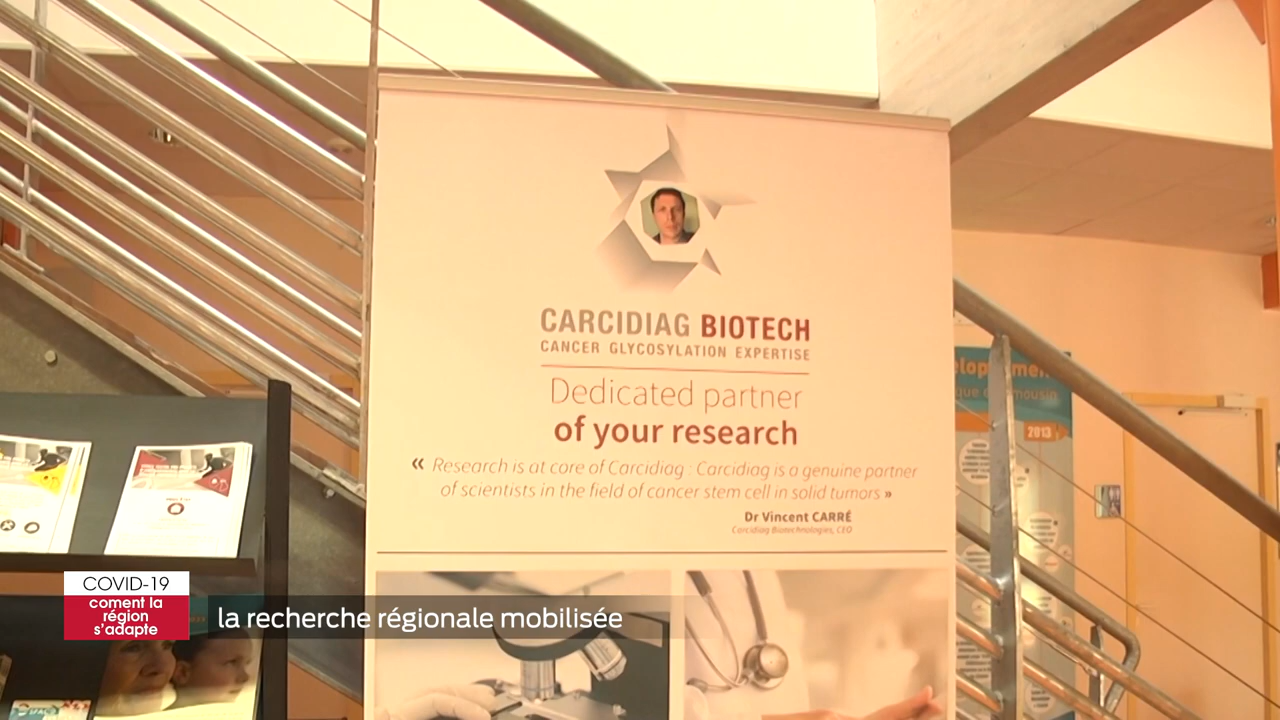 CARCIDIAG BIOTECH
CANCER GLYCOSYLATION EXPERTISE
Dedicated partner
of your research
« Research is at core of Carcidiag : Carcidiag is a genuine partner
of scientists in the field of cancer stem cell in solid tumors »
Dr Vincent CARRÉ
Carcidiag Biotechnologies, CEO
2013
COVID-19
coment la
région
s'adapte
la recherche régionale mobilisée